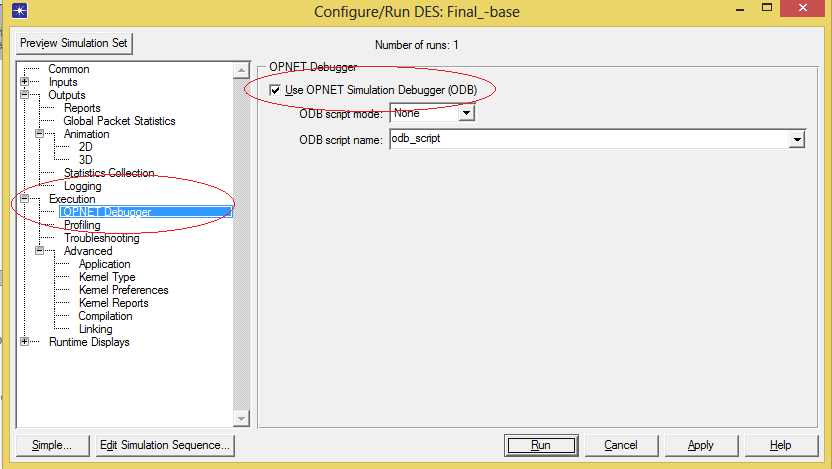 Configure/Run DES: Final_-base
Preview Simulation Set
Number of runs: 1
Common
Inputs
Outputs
Reports
Global Packet Statistics
Animation
2D
3D
Statistics Collection
Logging
Execution
OPNET Debugger
Profiling
Troubleshooting
Advanced
Application
Kernel Type
Kernel Preferences
Kernel Reports
Compilation
Linking
Runtime Displays
OPNET Debugger
Use OPNET Simulation Debugger (ODB)
ODB script mode: None
ODB script name: odb_script
Simple... Edit Simulation Sequence... Run Cancel Apply Help